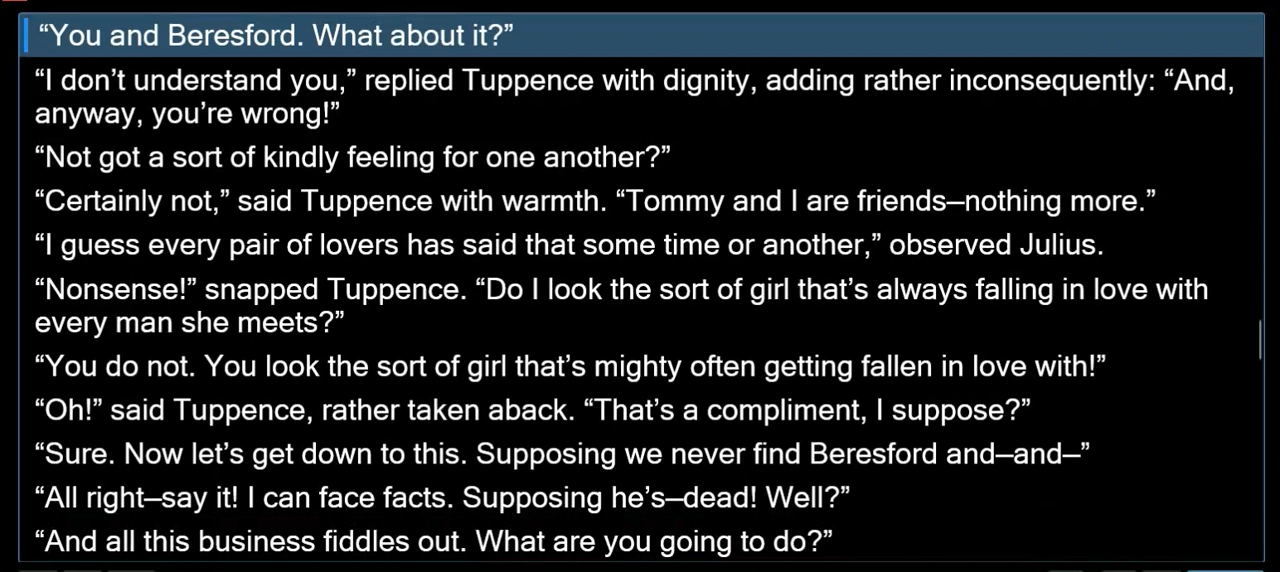 “You and Beresford. What about it?”
“I don’t understand you,” replied Tuppence with dignity, adding rather inconsequently: “And,
anyway, you’re wrong!”
“Not got a sort of kindly feeling for one another?”
“Certainly not,” said Tuppence with warmth. “Tommy and I are friends—nothing more.”
“I guess every pair of lovers has said that some time or another,” observed Julius.
“Nonsense!” snapped Tuppence. “Do I look the sort of girl that’s always falling in love with
every man she meets?”
“You do not. You look the sort of girl that’s mighty often getting fallen in love with!”
“Oh!” said Tuppence, rather taken aback. “That’s a compliment, I suppose?”
“Sure. Now let’s get down to this. Supposing we never find Beresford and—and—”
“All right—say it! I can face facts. Supposing he’s—dead! Well?”
“And all this business fiddles out. What are you going to do?”